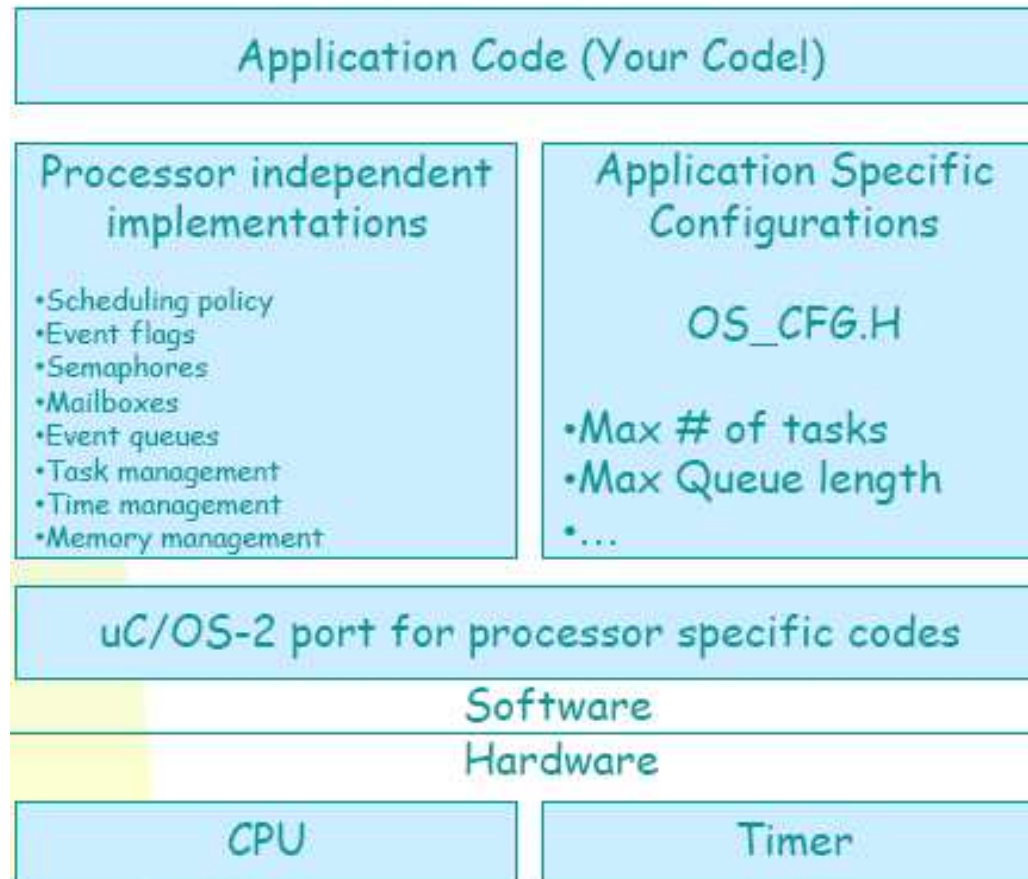 Application Code (Your Code!)
Processor independent
implementations
•Scheduling policy
•Event flags
•Semaphores
•Mailboxes
•Event queues
•Task management
•Time management
•Memory management
Application Specific
Configurations
OS_CFG.H
•Max # of tasks
•Max Queue length
•...
uC/OS-2 port for processor specific codes
Software
Hardware
CPU
Timer